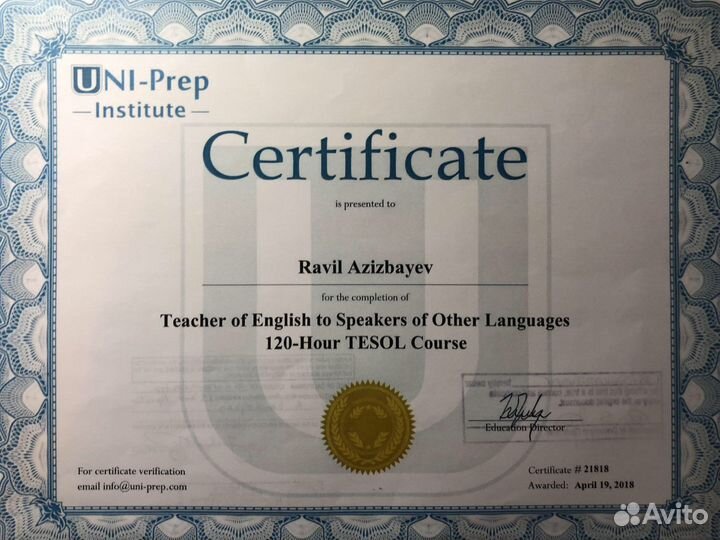 UNI-Prep
Institute
Certificate
is presented to
Ravil Azizbayev
for the completion of
Teacher of English to Speakers of Other Languages
120-Hour TESOL Course
Education Director
For certificate verification
email info@uni-prep.com
Certificate # 21818
Awarded: April 19, 2018
Avito